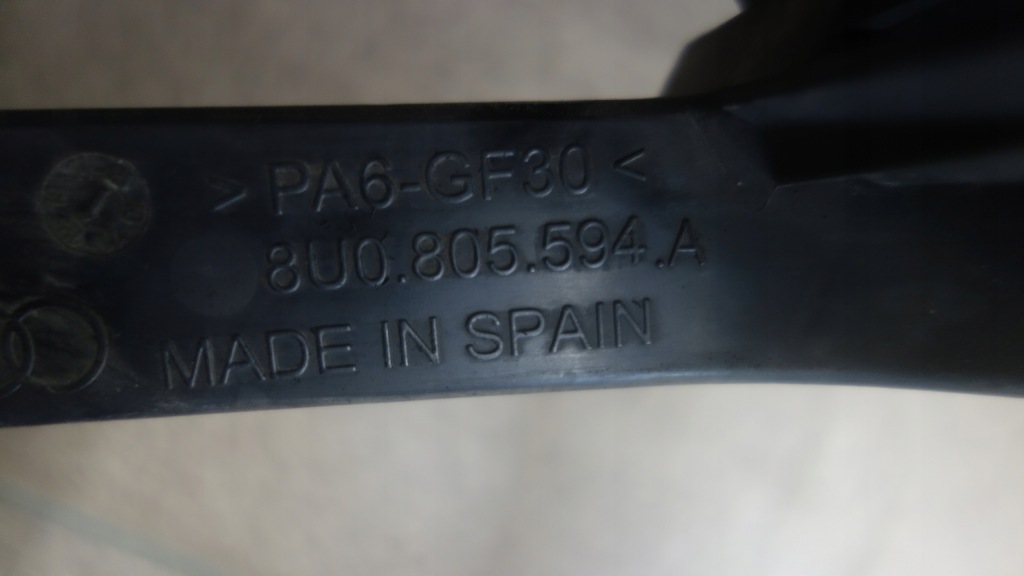 > PA6-GF30 <
8U0.805.594.A
MADE IN SPAIN